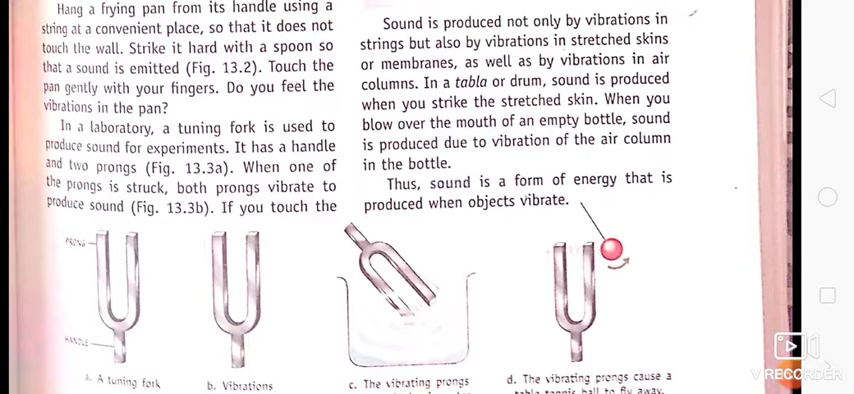 Hang a frying pan from its handle using a
string at a convenient place, so that it does not
touch the wall. Strike it hard with a spoon so
that a sound is emitted (Fig. 13.2). Touch the
pan gently with your fingers. Do you feel the
vibrations in the pan?
In a laboratory, a tuning fork is used to
produce sound for experiments. It has a handle
and two prongs (Fig. 13.3a). When one of
the prongs is struck, both prongs vibrate to
produce sound (Fig. 13.3b). If you touch the
Sound is produced not only by vibrations in
strings but also by vibrations in stretched skins
or membranes, as well as by vibrations in air
columns. In a tabla or drum, sound is produced
when you strike the stretched skin. When you
blow over the mouth of an empty bottle, sound
is produced due to vibration of the air column
in the bottle.
Thus, sound is a form of energy that is
produced when objects vibrate.
PRONG
HANDLE
a. A tuning fork
b. Vibrations
c. The vibrating prongs
d. The vibrating prongs cause a
table tennis ball to fly away.
V RECORDER